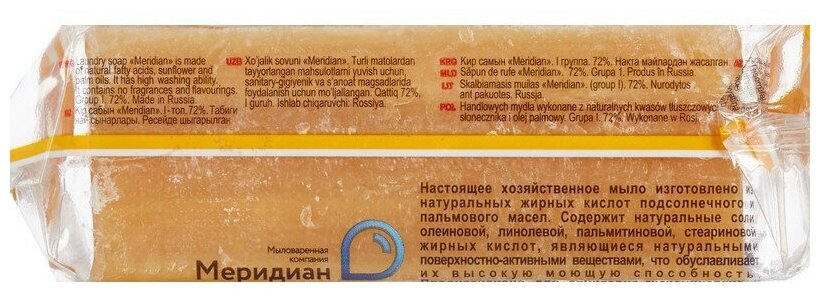 Laundry soap «Meridian» is made
of natural fatty acids, sunflower and
palm oils. It has high washing ability.
It contains no fragrances and flavourings.
Group I. 72%. Made in Russia.
Кір сабын «Meridian». I-топ. 72%. Табиғи
май сынарлары. Ресейде шығарылған
UZB Xo'jalik sovuni «Meridian». Turli matolardan
tayyorlangan mahsulotlarni yuvish uchun,
sanitary-gigiyenik va s'anoat magsadlarida
foydalanish uchun mo'ljallangan. Qattiq 72%,
I guruh. Ishlab chiqaruvchi: Rossiya.
KRG Кир самын «Meridian». I группа. 72%. Накта майлардан жасалган.
MLD Săpun de rufe «Meridian». 72%. Grupa 1. Produs în Russia.
LT Skalbiamasis muilas «Meridian». (group I). 72%. Nurodytos
ant pakuotes. Russia.
POL Handlowych mydła wykonane z naturalnych kwasów tłuszczowyc
słonecznika i olej palmowy. Grupa I. 72%. Wykonane w Rosji.
Настоящее хозяйственное мыло изготовлено из
натуральных жирных кислот подсолнечного и
пальмового масел. Содержит натуральные соли
олеиновой, линолевой, пальмитиновой, стеариновой
жирных кислот, являющиеся натуральными
поверхностно-активными веществами, что обуславливает
их высокую моющую способность.
Мыловаренная
компания
Меридиан